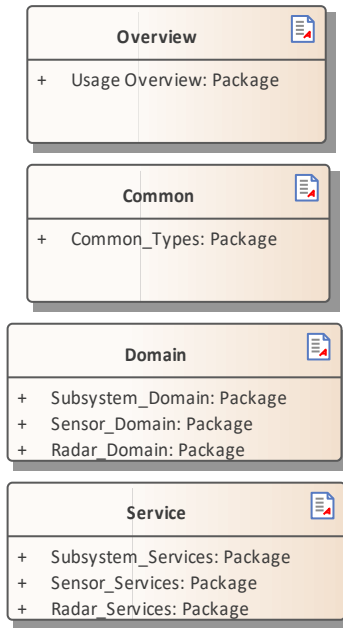 Overview
+ Usage Overview: Package
Common
+ Common_Types: Package
Domain
+ Subsystem_Domain: Package
+ Sensor_Domain: Package
+ Radar_Domain: Package
Service
+ Subsystem_Services: Package
+ Sensor_Services: Package
+ Radar_Services: Package